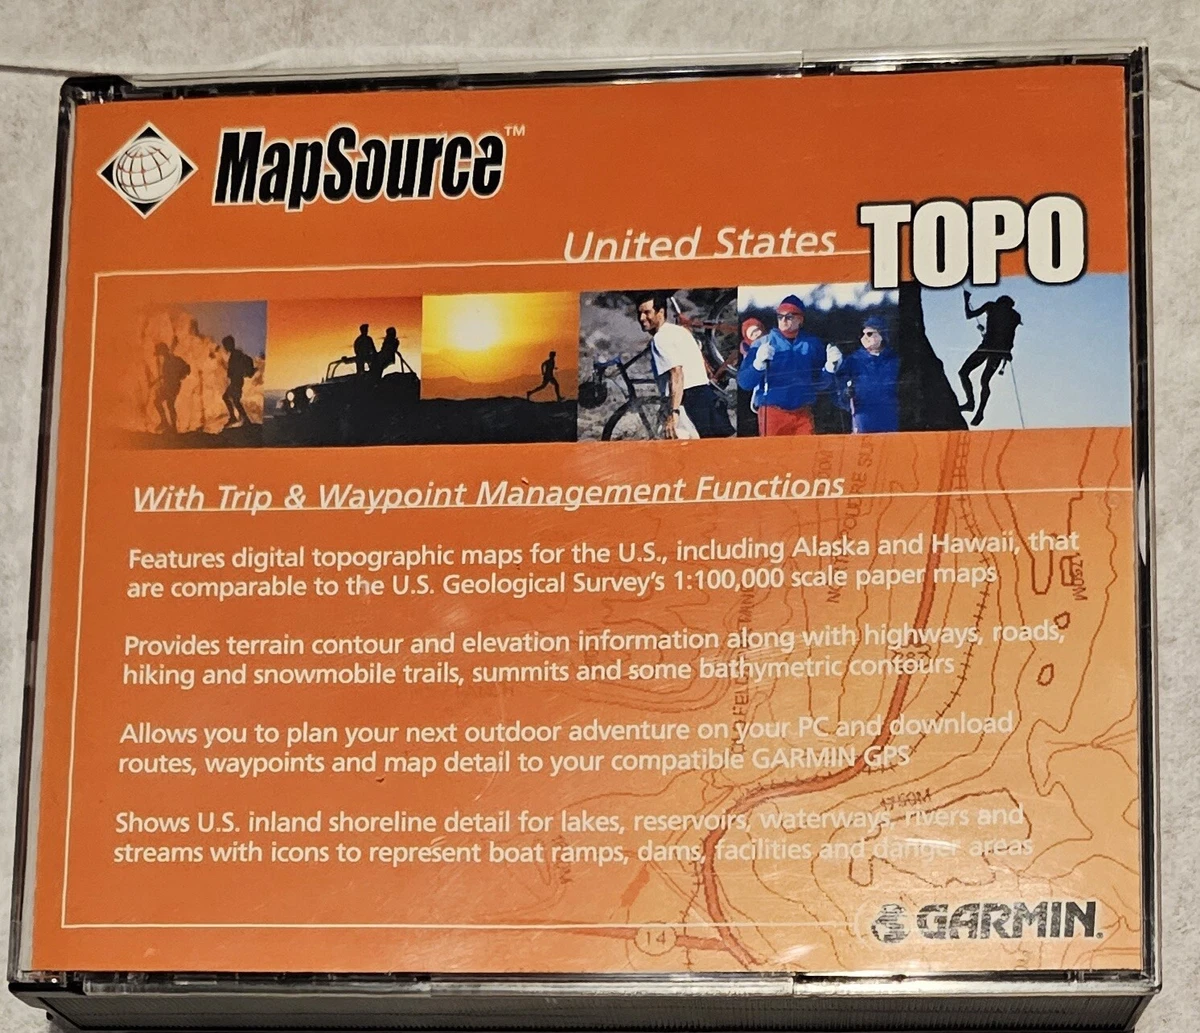 MapSource™
United States TOPO
With Trip & Waypoint Management Functions
Features digital topographic maps for the U.S., including Alaska and Hawaii, that
are comparable to the U.S. Geological Survey's 1:100,000 scale paper maps
Provides terrain contour and elevation information along with highways, roads,
hiking and snowmobile trails, summits and some bathymetric contours
Allows you to plan your next outdoor adventure on your PC and download
routes, waypoints and map detail to your compatible GARMIN GPS
1750M
Shows U.S. inland shoreline detail for lakes, reservoirs, waterways, rivers and
streams with icons to represent boat ramps, dams, facilities and danger areas
GARMIN.
14